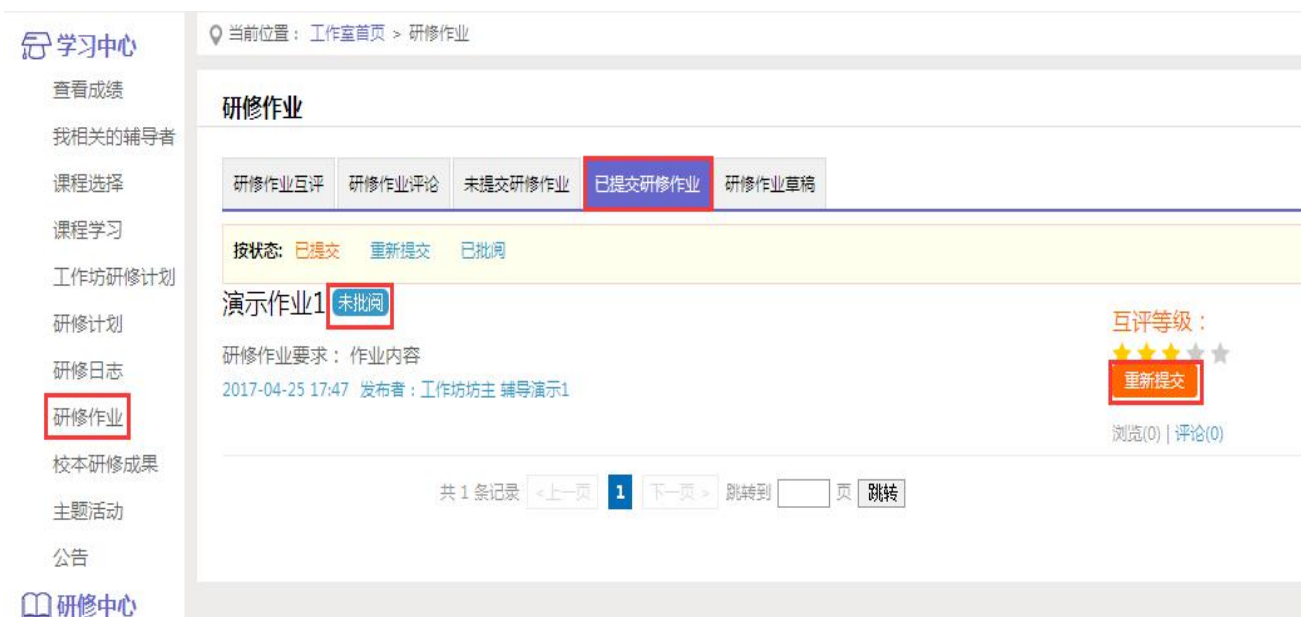 学习中心
查看成绩
我相关的辅导者
课程选择
课程学习
工作坊研修计划
研修计划
研修日志
研修作业
校本研修成果
主题活动
公告
研修中心
当前位置： 工作室首页 > 研修作业
研修作业
研修作业互评 研修作业评论 未提交研修作业 已提交研修作业 研修作业草稿
按状态: 已提交 重新提交 已批阅
演示作业1 未批阅
互评等级：
研修作业要求： 作业内容
重新提交
2017-04-25 17:47 发布者：工作坊坊主 辅导演示1
浏览(0) | 评论(0)
共 1 条记录 <上一页 1 下一页 > 跳转到 页 跳转